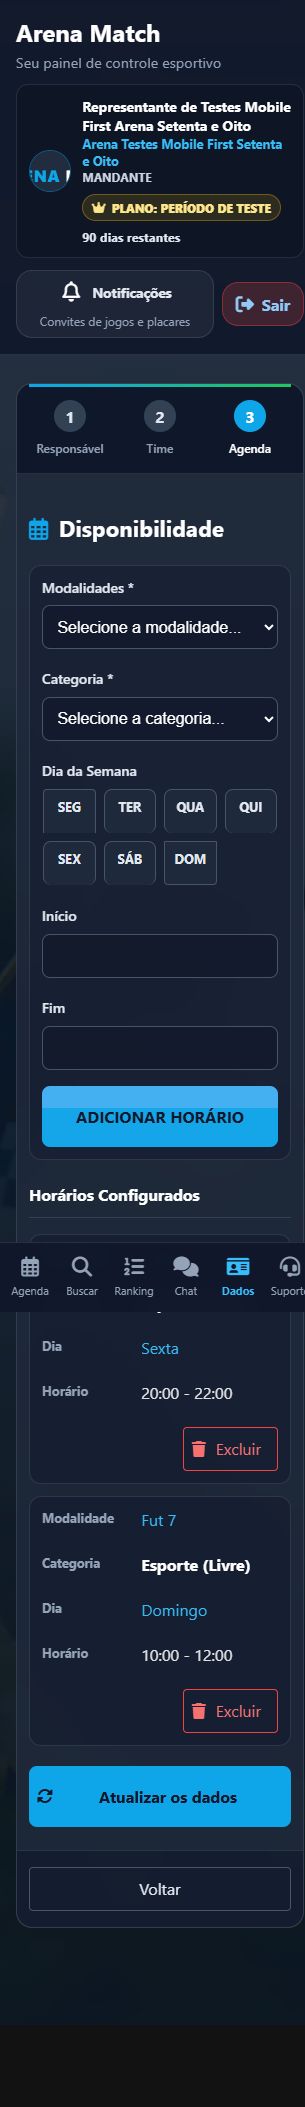 Arena Match
Seu painel de controle esportivo
Representante de Testes Mobile
First Arena Setenta e Oito
Arena Testes Mobile First Setenta
e Oito
MANDANTE
PLANO: PERÍODO DE TESTE
90 dias restantes
Notificações
Convites de jogos e placares
Sair
1 2 3
Responsável Time Agenda
Disponibilidade
Modalidades *
Selecione a modalidade...
Categoria *
Selecione a categoria...
Dia da Semana
SEG TER QUA QUI
SEX SÁB DOM
Início
Fim
ADICIONAR HORÁRIO
Horários Configurados
Agenda Buscar Ranking Chat Dados Suporte
Dia Sexta
Horário 20:00 - 22:00
Excluir
Modalidade Fut 7
Categoria Esporte (Livre)
Dia Domingo
Horário 10:00 - 12:00
Excluir
Atualizar os dados
Voltar